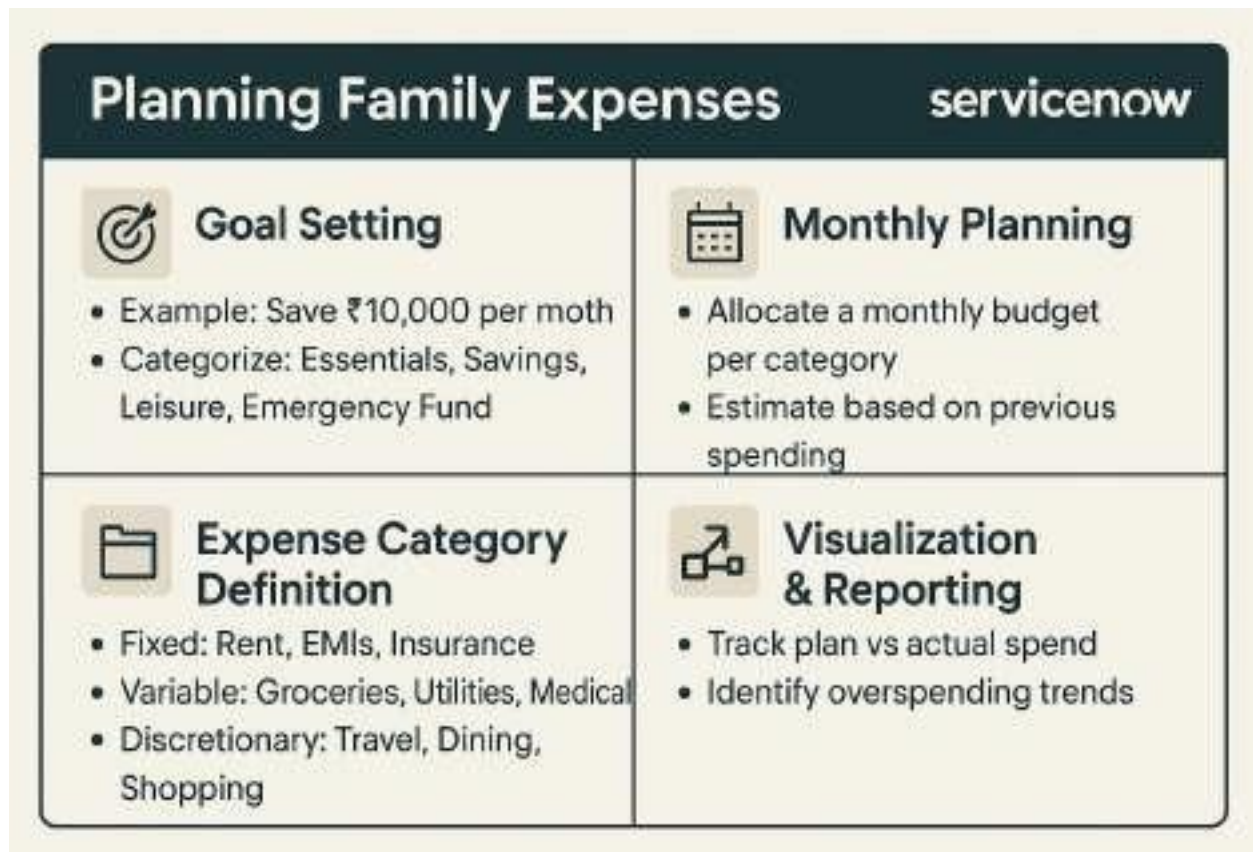 Planning Family Expenses
servicenow
Goal Setting
• Example: Save ₹10,000 per moth
• Categorize: Essentials, Savings,
Leisure, Emergency Fund
Monthly Planning
• Allocate a monthly budget
per category
• Estimate based on previous
spending
Expense Category
Definition
• Fixed: Rent, EMIs, Insurance
• Variable: Groceries, Utilities, Medical
• Discretionary: Travel, Dining,
Shopping
Visualization
& Reporting
• Track plan vs actual spend
• Identify overspending trends